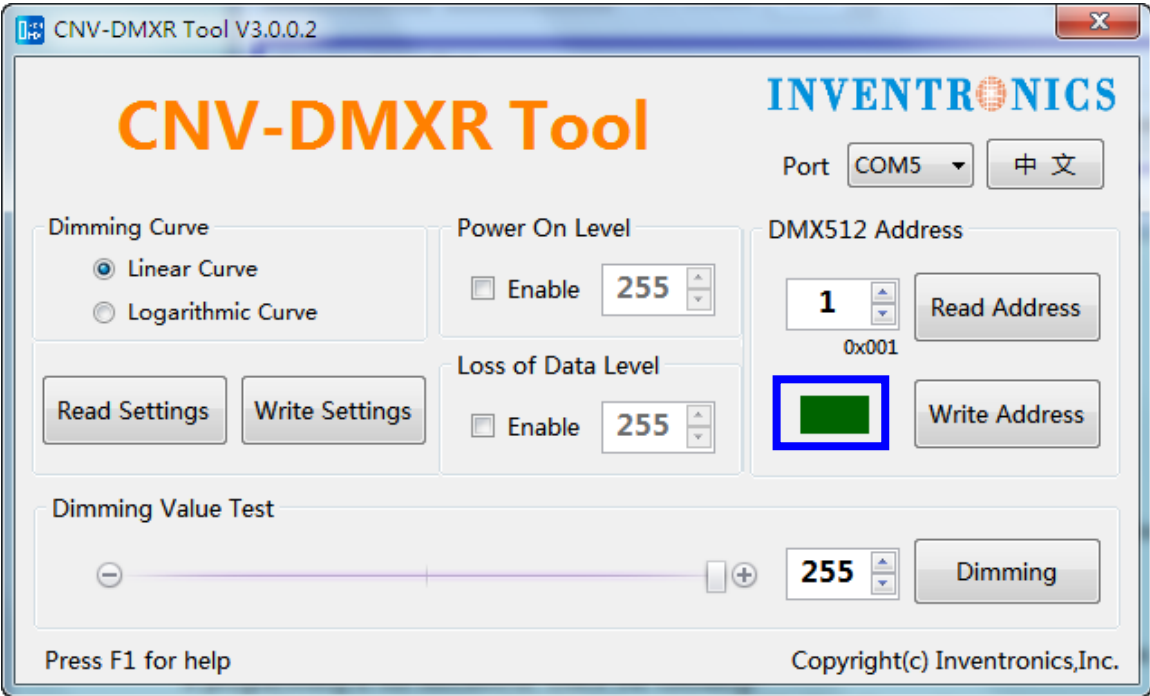 CNV-DMXR Tool V3.0.0.2
CNV-DMXR Tool
INVENTRONICS
Port COM5 中 文
Dimming Curve
Linear Curve
Logarithmic Curve
Read Settings Write Settings
Power On Level
Enable 255
Loss of Data Level
Enable 255
DMX512 Address
1 Read Address
0x001
Write Address
Dimming Value Test
255 Dimming
Press F1 for help
Copyright(c) Inventronics,Inc.